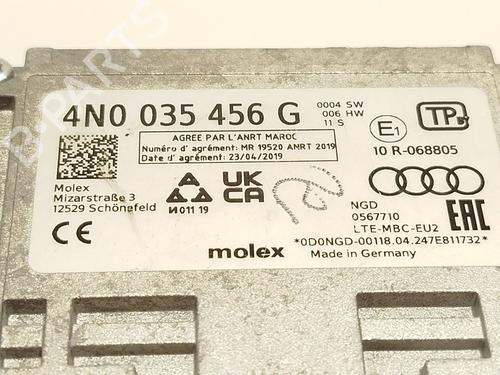 4N0 035 456 G
0004 SW
006 HW
11 S
TP
AGREE PAR L'ANRT MAROC
Numéro d'agrément: MR 19520 ANRT 2019
Date d'agrément: 23/04/2019
E1
10 R-068805
Molex
Mizarstraße 3
12529 Schönefeld
UK
CA
N011 19
NGD
0567710
LTE-MBC-EU2
EAC
CE
molex
*0D0NGD-00118.04.247E811732*
Made in Germany
B-PARTS